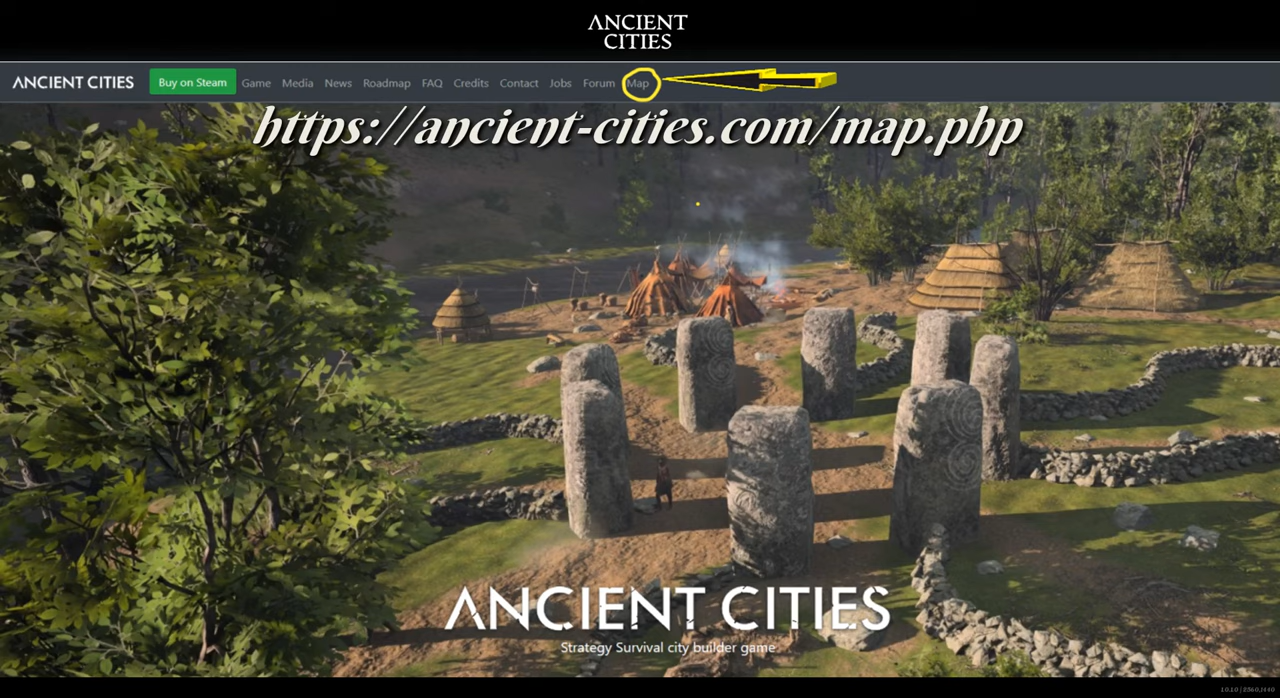 ANCIENT
CITIES
ANCIENT CITIES Buy on Steam Game Media News Roadmap FAQ Credits Contact Jobs Forum Map
https://ancient-cities.com/map.php
ANCIENT CITIES
Strategy Survival city builder game